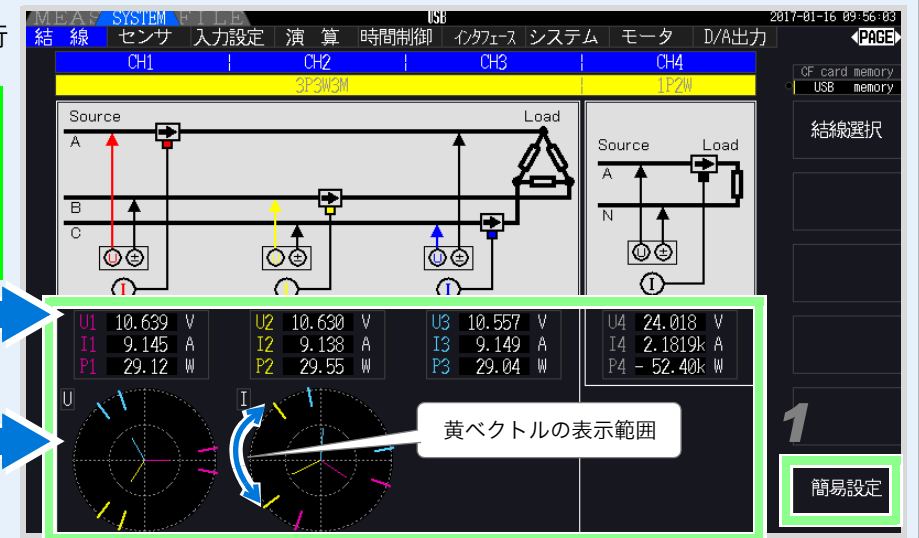 行
MEAS SYSTEM FILE USB 2017-01-16 09:56:03
結 線 センサ 入力設定 演 算 時間制御 インタフェース システム モータ D/A出力 PAGE
CH1 CH2 CH3 CH4
3P3W3M 1P2W
CF card memory
USB memory
Source Load
A
B
C
U ± U ± U ±
I I I
Source Load
A
N
U ±
I
結線選択
U1 10.639 V U2 10.630 V U3 10.557 V U4 24.018 V
I1 9.145 A I2 9.138 A I3 9.149 A I4 2.1819k A
P1 29.12 W P2 29.55 W P3 29.04 W P4 - 52.40k W
U I
黄ベクトルの表示範囲
1
簡易設定